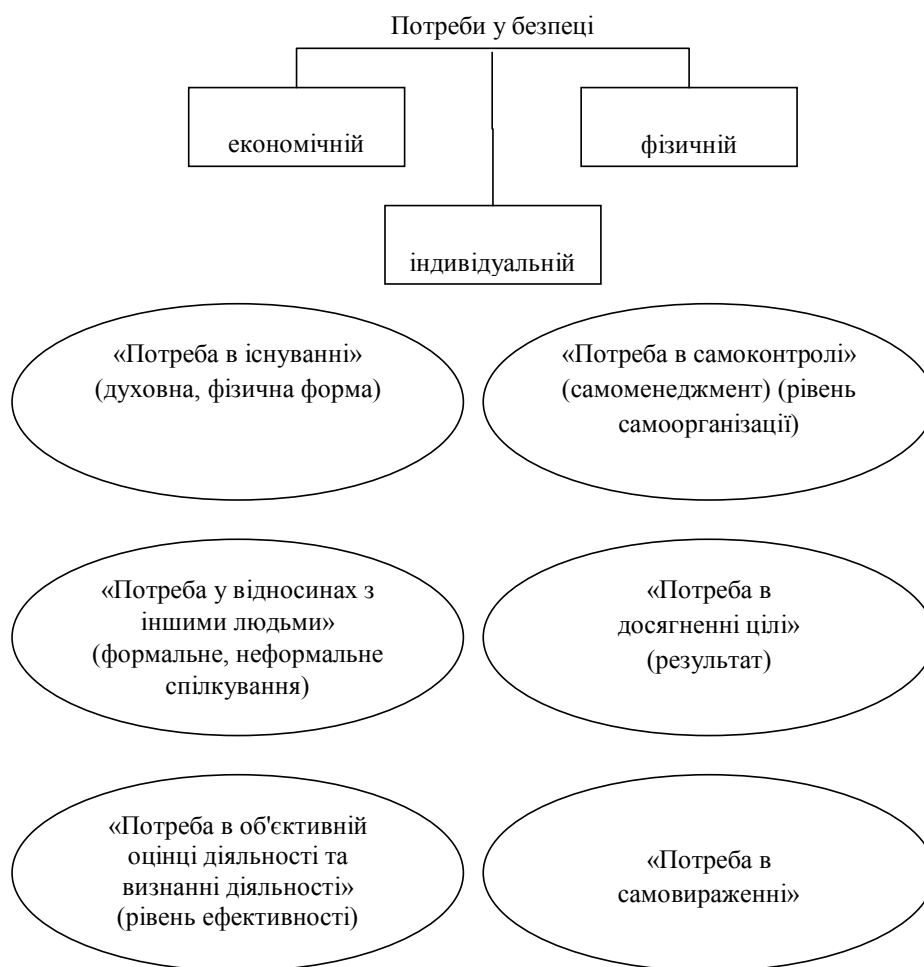 Потреби у безпеці
економічній
фізичній
індивідуальній
«Потреба в існуванні»
(духовна, фізична форма)
«Потреба в самоконтролі»
(самоменеджмент) (рівень
самоорганізації)
«Потреба у відносинах з
іншими людьми»
(формальне, неформальне
спілкування)
«Потреба в
досягненні цілі»
(результат)
«Потреба в об'єктивній
оцінці діяльності та
визнанні діяльності»
(рівень ефективності)
«Потреба в
самовираженні»